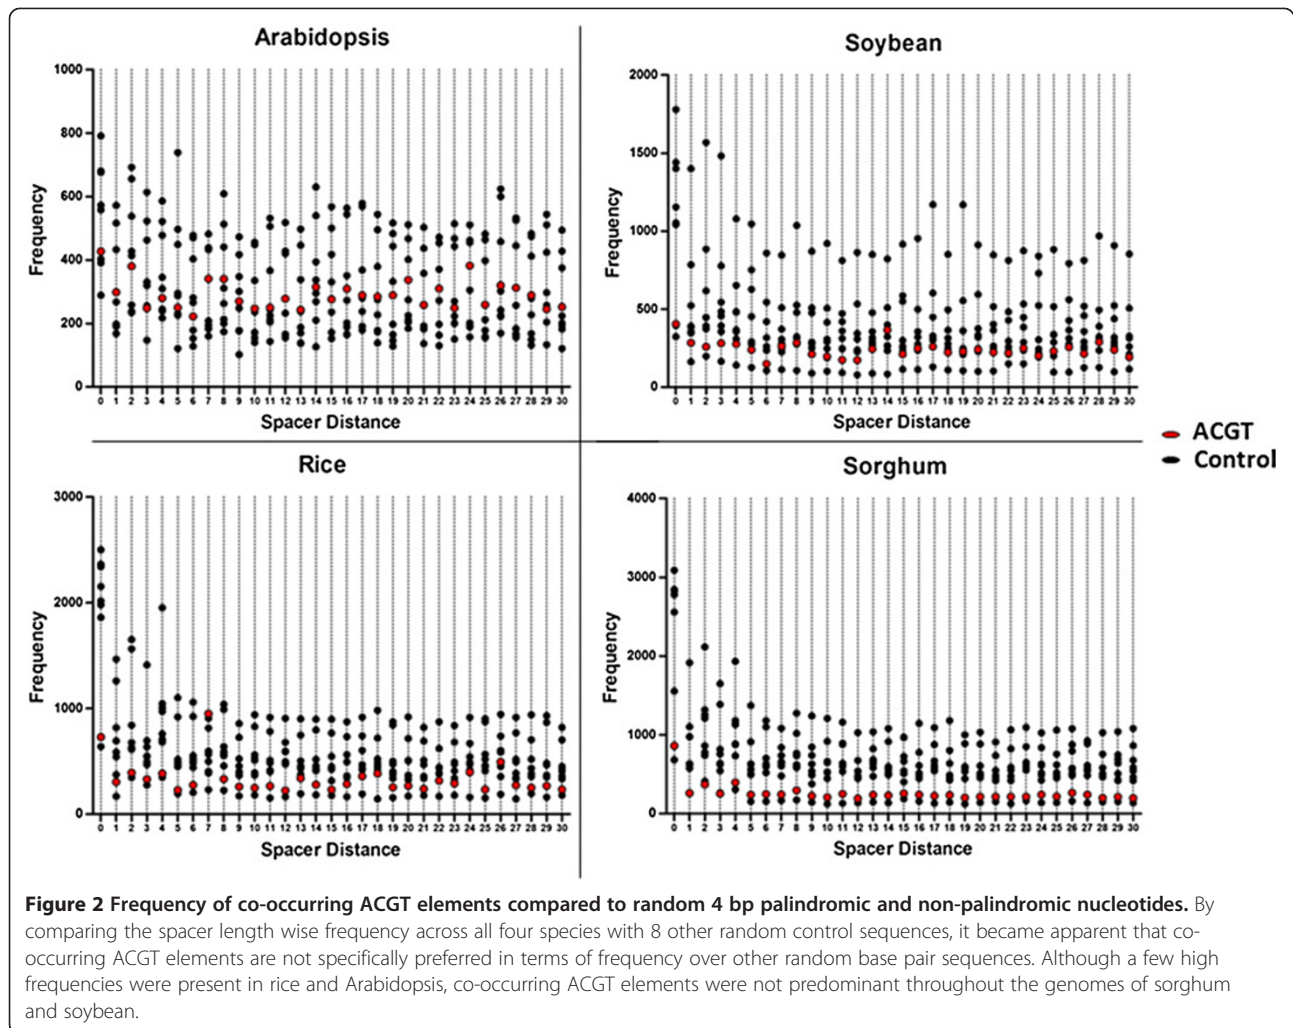 Arabidopsis
1000
800
600
400
200
0
Frequency
0 1 2 3 4 5 6 7 8 9 10 11 12 13 14 15 16 17 18 19 20 21 22 23 24 25 26 27 28 29 30
Spacer Distance
Soybean
2000
1500
1000
500
0
Frequency
0 1 2 3 4 5 6 7 8 9 10 11 12 13 14 15 16 17 18 19 20 21 22 23 24 25 26 27 28 29 30
Spacer Distance
ACGT
Control
Rice
3000
2000
1000
0
Frequency
0 1 2 3 4 5 6 7 8 9 10 11 12 13 14 15 16 17 18 19 20 21 22 23 24 25 26 27 28 29 30
Spacer Distance
Sorghum
4000
3000
2000
1000
0
Frequency
0 1 2 3 4 5 6 7 8 9 10 11 12 13 14 15 16 17 18 19 20 21 22 23 24 25 26 27 28 29 30
Spacer Distance
Figure 2 Frequency of co-occurring ACGT elements compared to random 4 bp palindromic and non-palindromic nucleotides. By
comparing the spacer length wise frequency across all four species with 8 other random control sequences, it became apparent that co-
occurring ACGT elements are not specifically preferred in terms of frequency over other random base pair sequences. Although a few high
frequencies were present in rice and Arabidopsis, co-occurring ACGT elements were not predominant throughout the genomes of sorghum
and soybean.